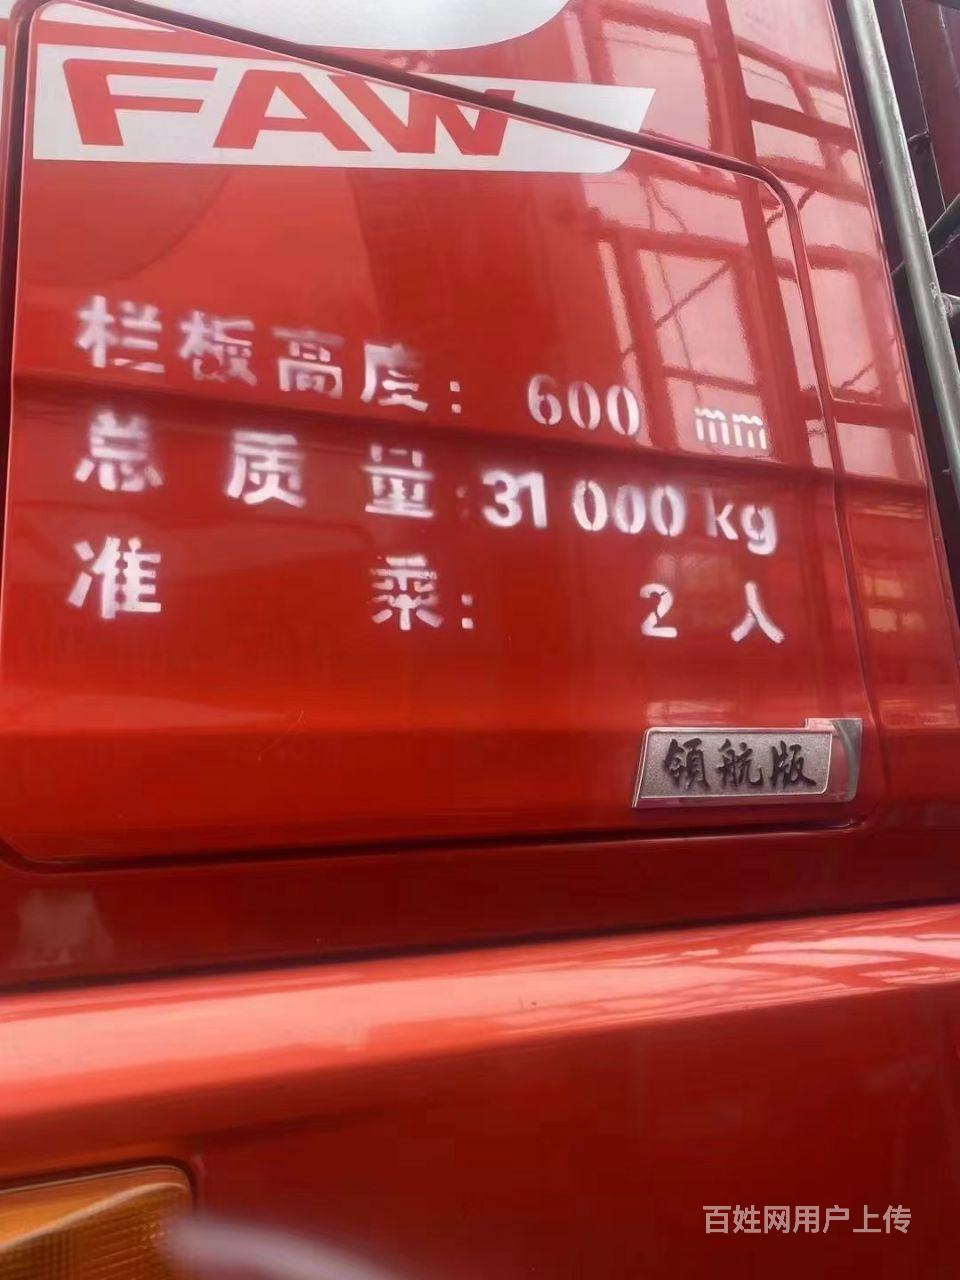 FAW
栏板高度： 600 mm
总质量：31 000 kg
准乘： 2 人
领航版
百姓网用户上传